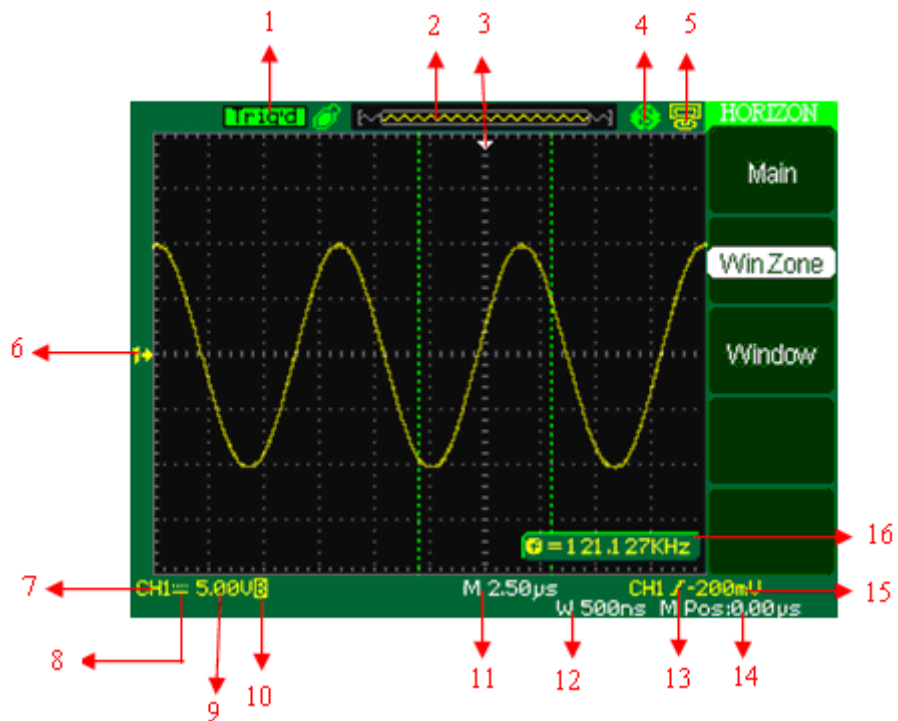 1 2 3 4 5
Trig'd HORIZON
Main
Win Zone
Window
6
1
f=121.127KHz
16
7 CH1 5.00V B M 2.50μs CH1 -200mV 15
W 500ns M Pos:0.00μs
8 9 10 11 12 13 14